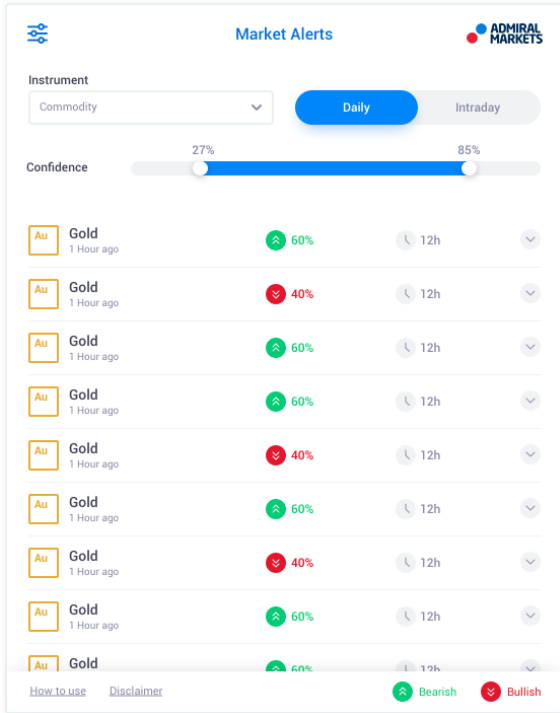 Market Alerts
ADMIRAL
MARKETS
Instrument
Commodity
Daily
Intraday
27%
85%
Confidence
Au Gold 60% 12h
1 Hour ago
Au Gold 40% 12h
1 Hour ago
Au Gold 60% 12h
1 Hour ago
Au Gold 60% 12h
1 Hour ago
Au Gold 40% 12h
1 Hour ago
Au Gold 60% 12h
1 Hour ago
Au Gold 40% 12h
1 Hour ago
Au Gold 60% 12h
1 Hour ago
Au Gold 60% 12h
How to use Disclaimer Bearish Bullish